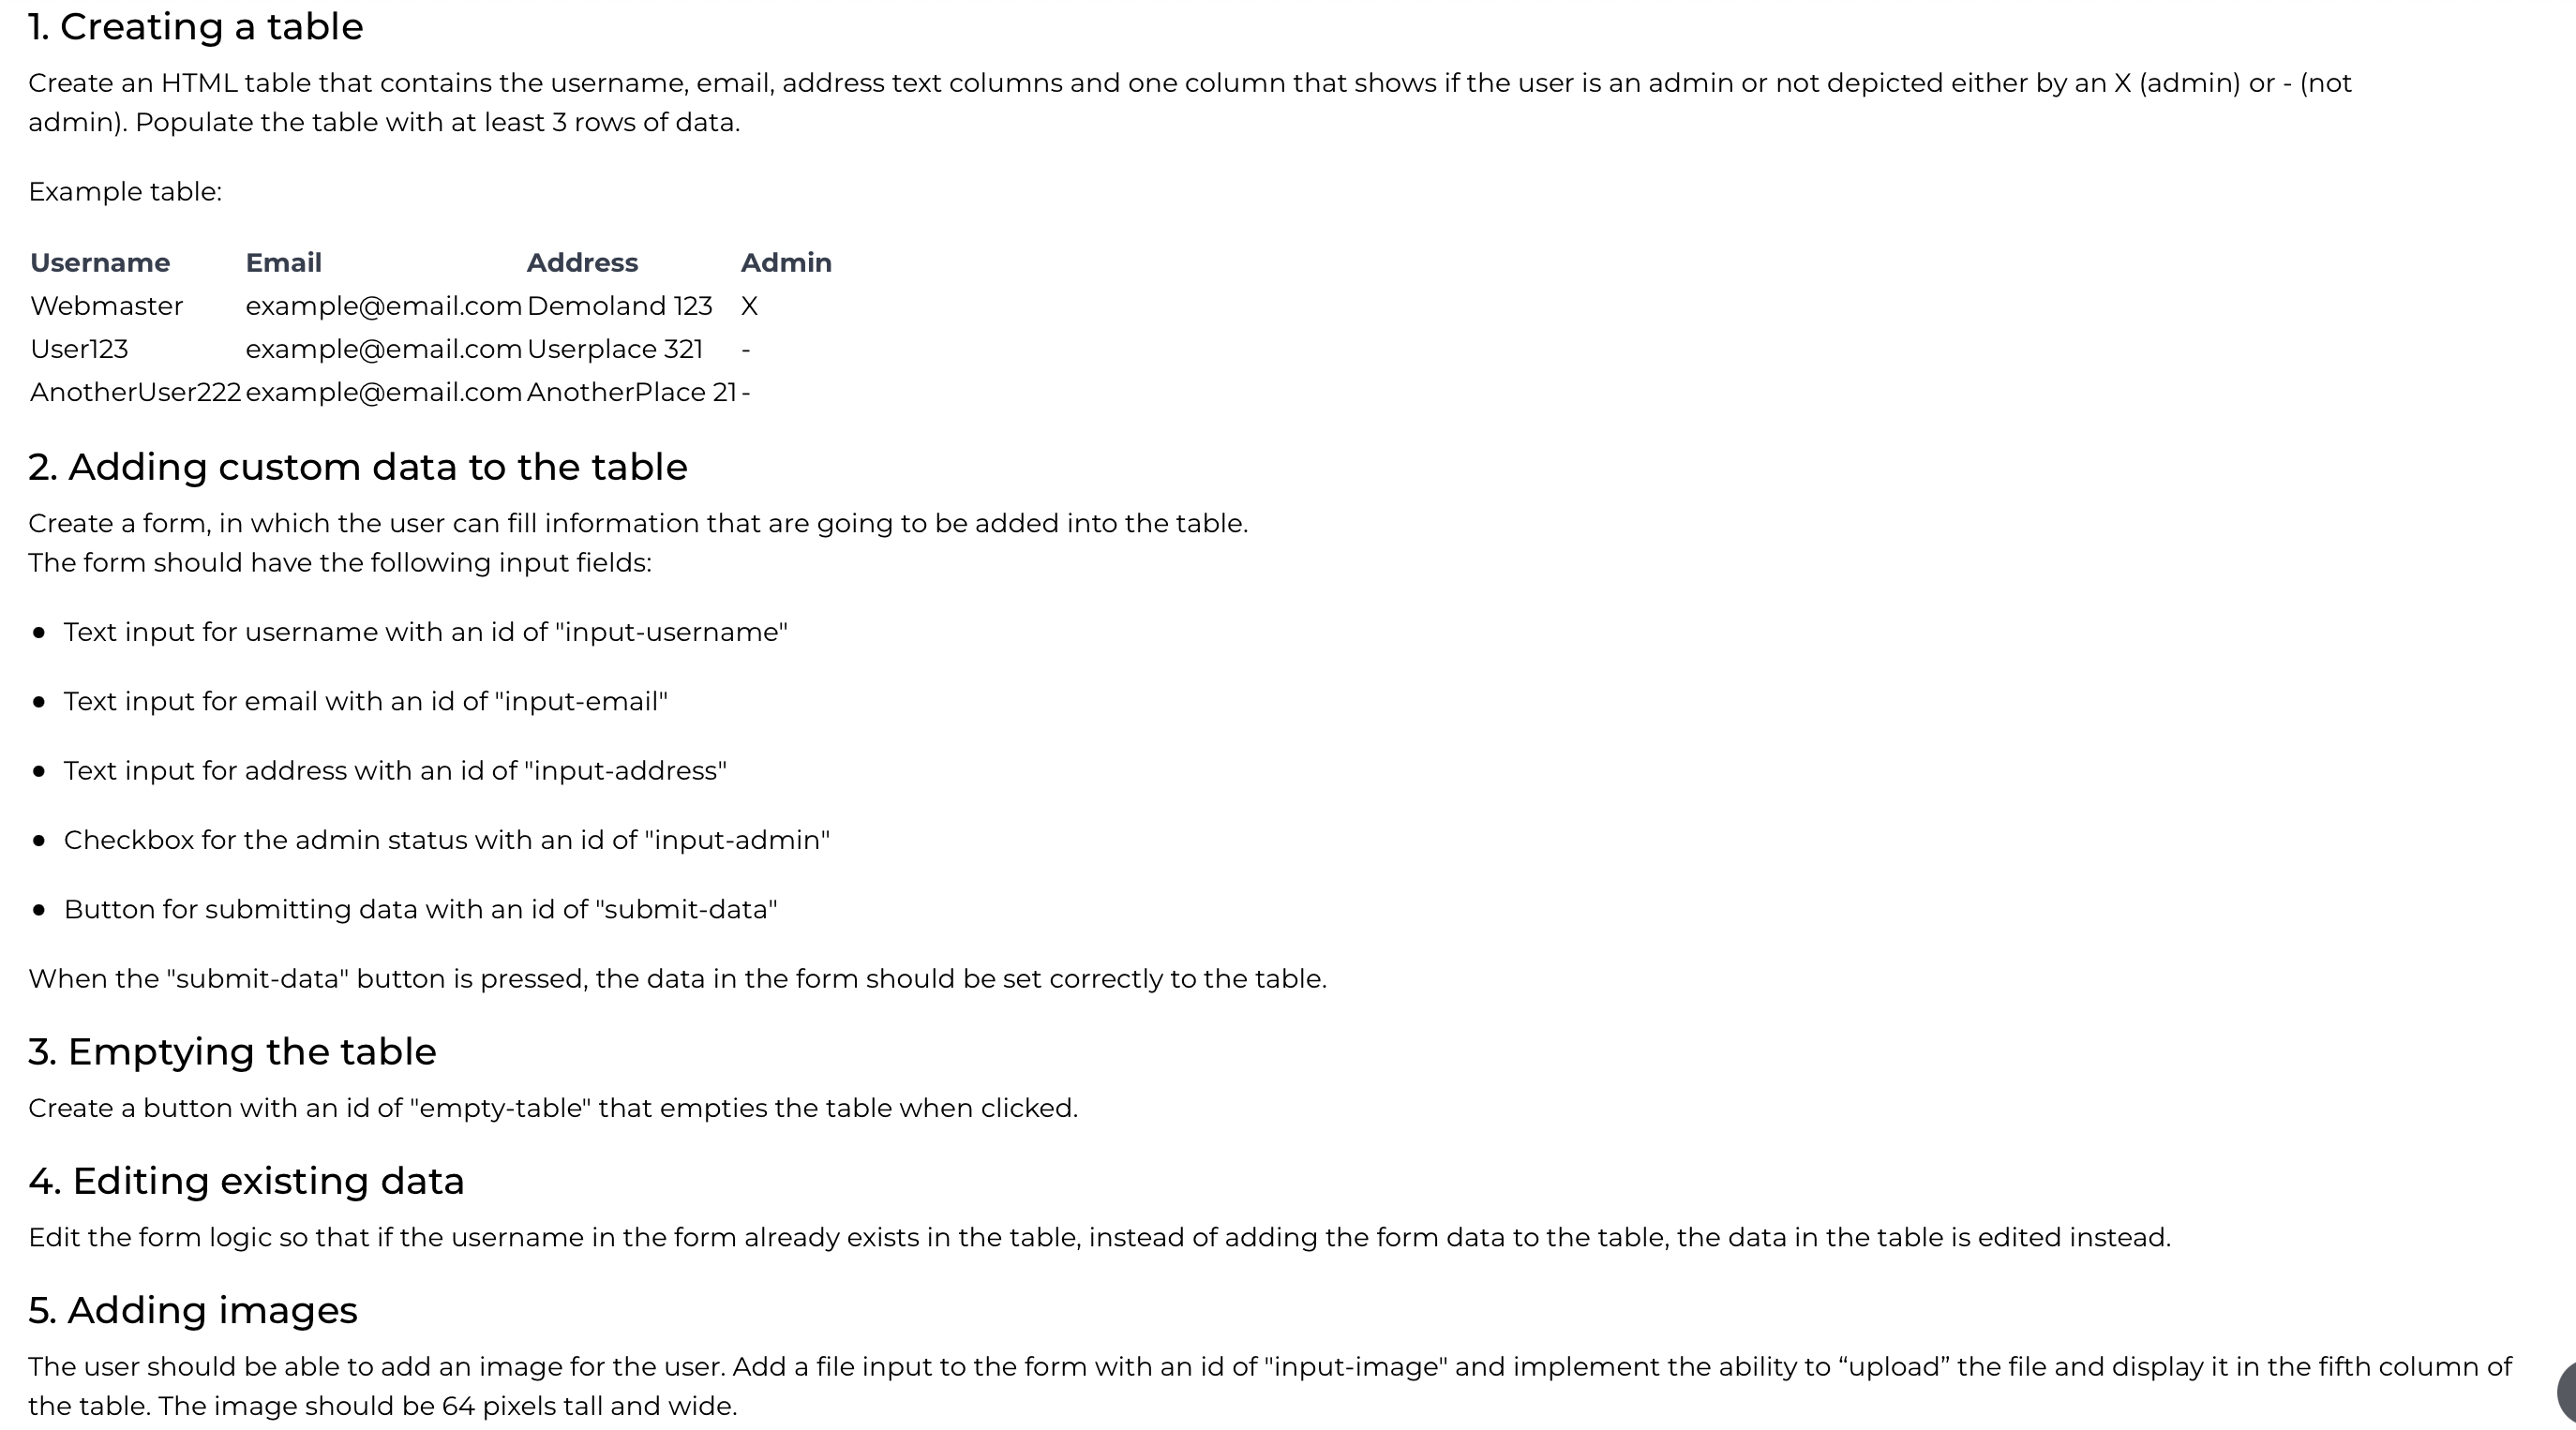 1. Creating a table
Create an HTML table that contains the username, email, address text columns and one column that shows if the user is an admin or not depicted either by an X (admin) or - (not
admin). Populate the table with at least 3 rows of data.
Example table:
Username Email Address Admin
Webmaster example@email.com Demoland 123 X
User123 example@email.com Userplace 321 -
AnotherUser222 example@email.com AnotherPlace 21 -
2. Adding custom data to the table
Create a form, in which the user can fill information that are going to be added into the table.
The form should have the following input fields:
• Text input for username with an id of "input-username"
• Text input for email with an id of "input-email"
• Text input for address with an id of "input-address"
• Checkbox for the admin status with an id of "input-admin"
• Button for submitting data with an id of "submit-data"
When the "submit-data" button is pressed, the data in the form should be set correctly to the table.
3. Emptying the table
Create a button with an id of "empty-table" that empties the table when clicked.
4. Editing existing data
Edit the form logic so that if the username in the form already exists in the table, instead of adding the form data to the table, the data in the table is edited instead.
5. Adding images
The user should be able to add an image for the user. Add a file input to the form with an id of "input-image" and implement the ability to “upload” the file and display it in the fifth column of
the table. The image should be 64 pixels tall and wide.